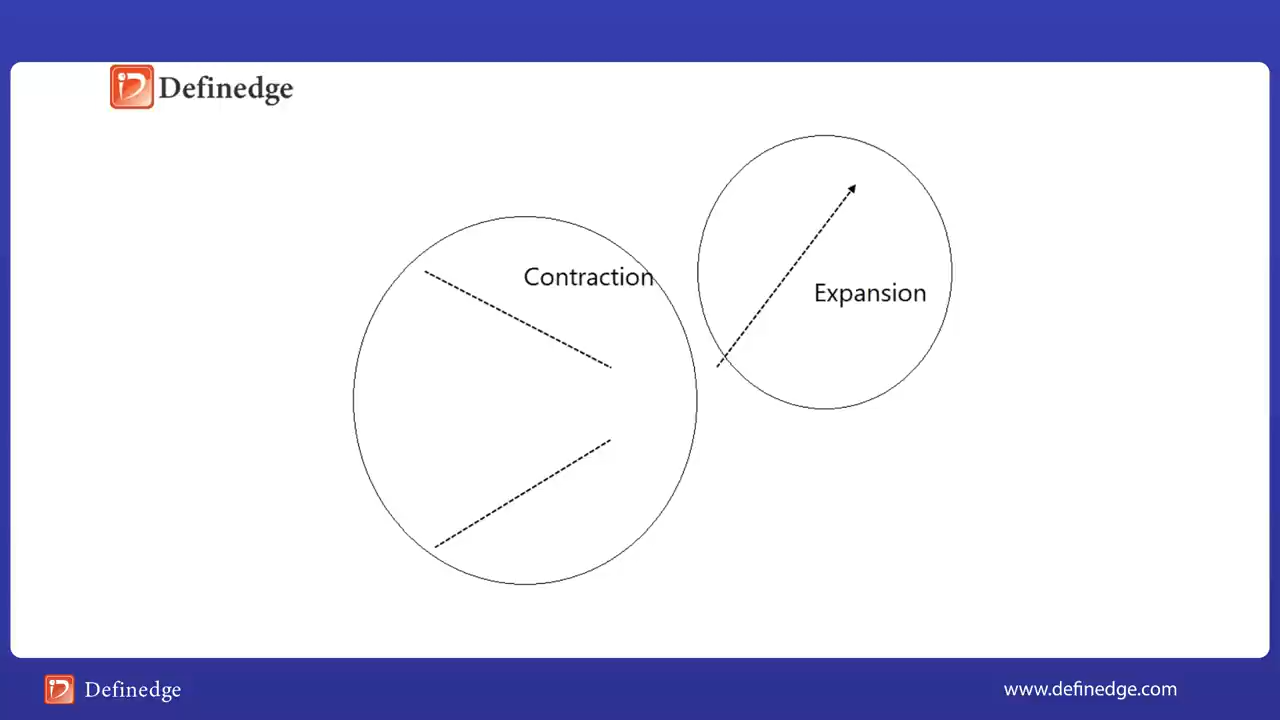 Definedge
Contraction
Expansion
Definedge
www.definedge.com